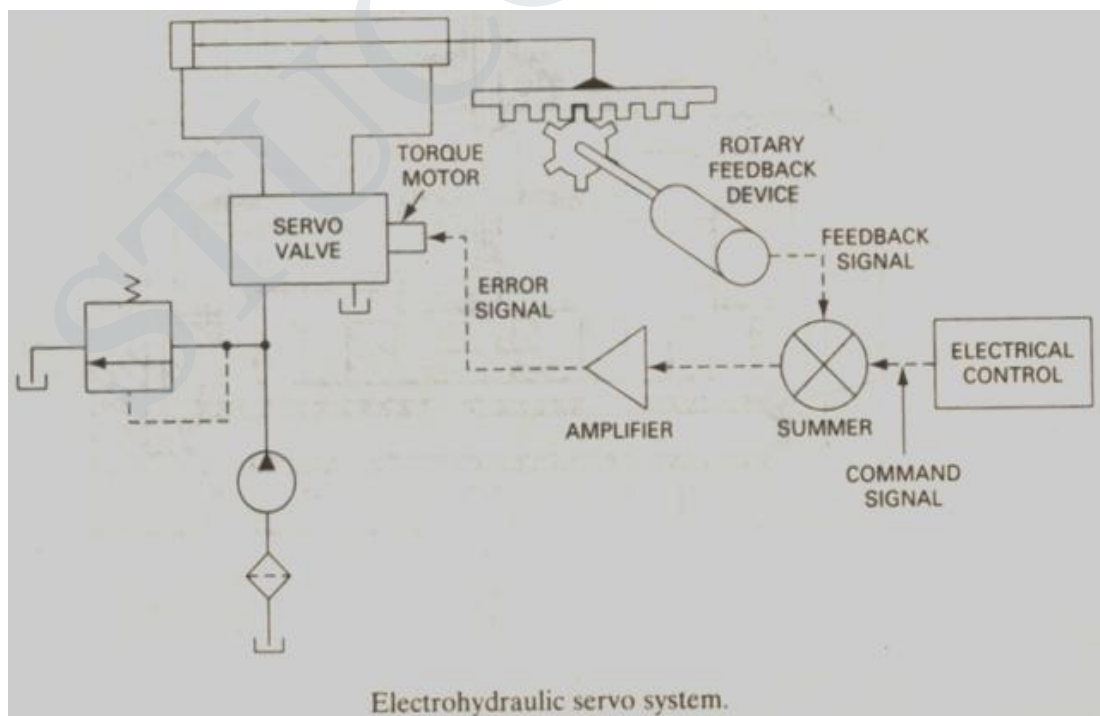 STUC
TORQUE
MOTOR
SERVO
VALVE
ROTARY
FEEDBACK
DEVICE
FEEDBACK
SIGNAL
ERROR
SIGNAL
ELECTRICAL
CONTROL
AMPLIFIER
SUMMER
COMMAND
SIGNAL
Electrohydraulic servo system.